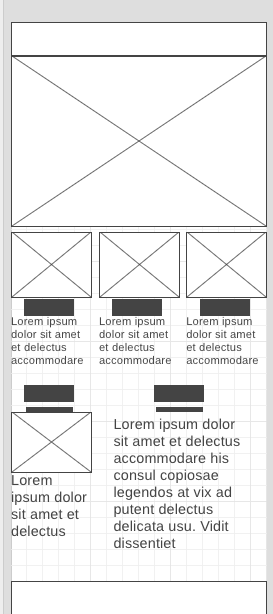 Lorem ipsum
dolor sit amet
et delectus
accommodare
Lorem ipsum
dolor sit amet
et delectus
accommodare
Lorem ipsum
dolor sit amet
et delectus
accommodare
Lorem
ipsum dolor
sit amet et
delectus
Lorem ipsum dolor
sit amet et delectus
accommodare his
consul copiosae
legendos at vix ad
putent delectus
delicata usu. Vidit
dissentiet